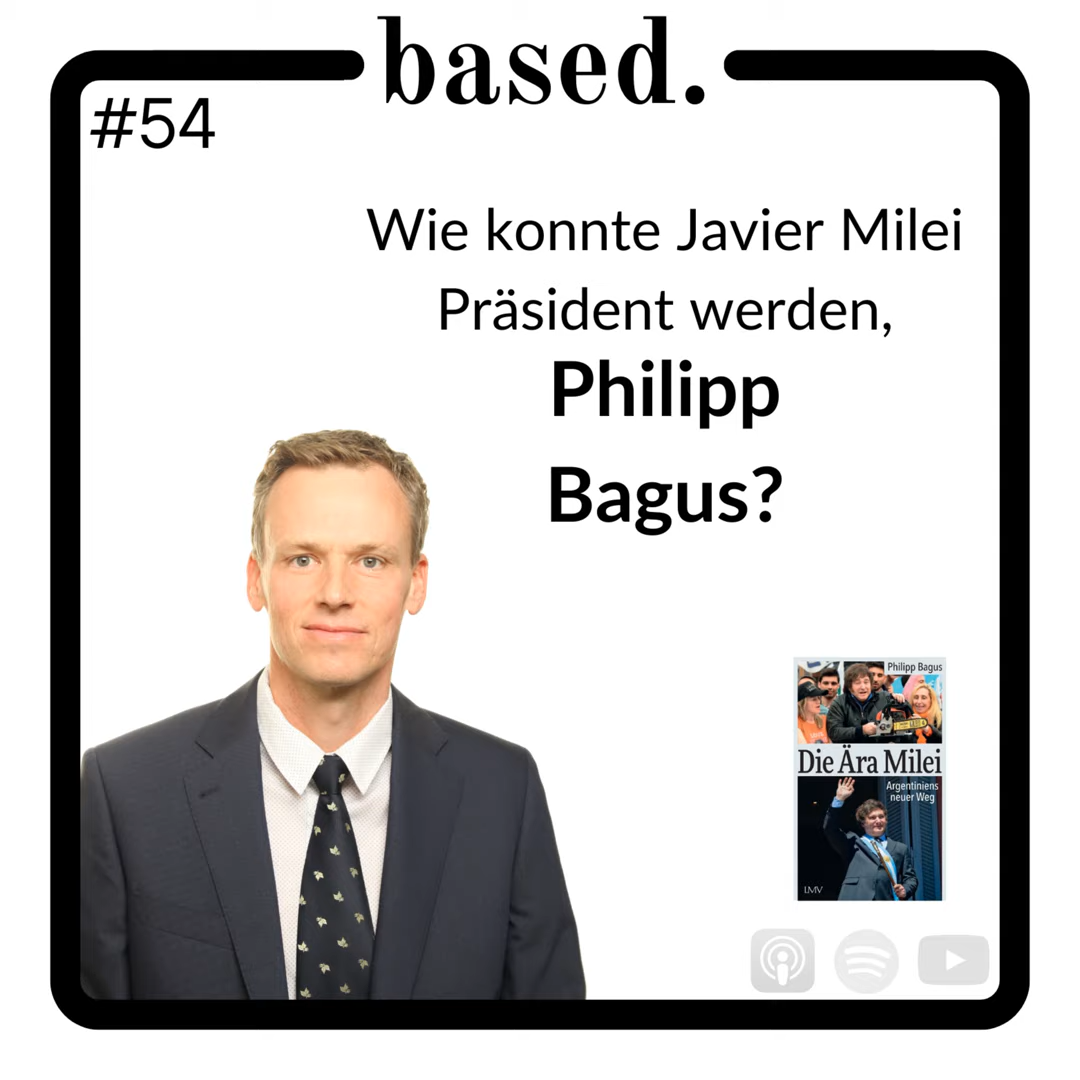 based.
#54
Wie konnte Javier Milei
Präsident werden,
Philipp
Bagus?
Philipp Bagus
Die Ära Milei
Argentiniens
neuer Weg
LMV